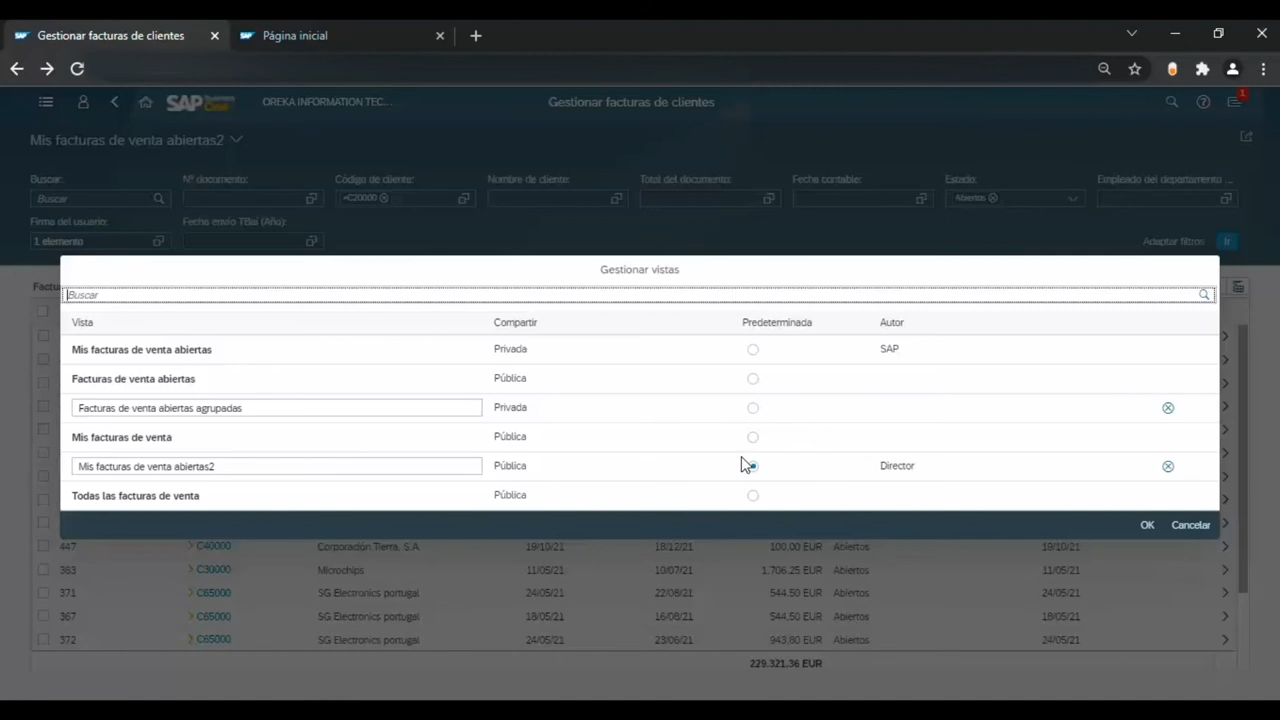 Gestionar facturas de clientes
Página inicial
SAP
OREKA INFORMATION TEC...
Gestionar facturas de clientes
1
Mis facturas de venta abiertas2
Buscar:
Nº documento:
Código de cliente:
Nombre de cliente:
Total del documento:
Fecha contable:
Estado:
Empleado del departamento ...
Buscar
=C20000
Abiertos
Firma del usuario:
Fecha envío TBai (Año):
1 elemento
Adaptar filtros
Ir
Gestionar vistas
Buscar
Vista Compartir Predeterminada Autor
Mis facturas de venta abiertas Privada SAP
Facturas de venta abiertas Pública
Facturas de venta abiertas agrupadas Privada
Mis facturas de venta Pública
Mis facturas de venta abiertas2 Pública Director
Todas las facturas de venta Pública
OK Cancelar
447 C40000 Corporación Tierra, S.A. 19/10/21 18/12/21 100.00 EUR Abiertos 19/10/21
363 C30000 Microchips 11/05/21 10/07/21 1.706.25 EUR Abiertos 11/05/21
371 C65000 SG Electronics portugal 24/05/21 22/08/21 544,50 EUR Abiertos 24/05/21
367 C65000 SG Electronics portugal 18/05/21 16/08/21 544,50 EUR Abiertos 18/05/21
372 C65000 SG Electronics portugal 24/05/21 23/06/21 943,80 EUR Abiertos 24/05/21
229.321,36 EUR